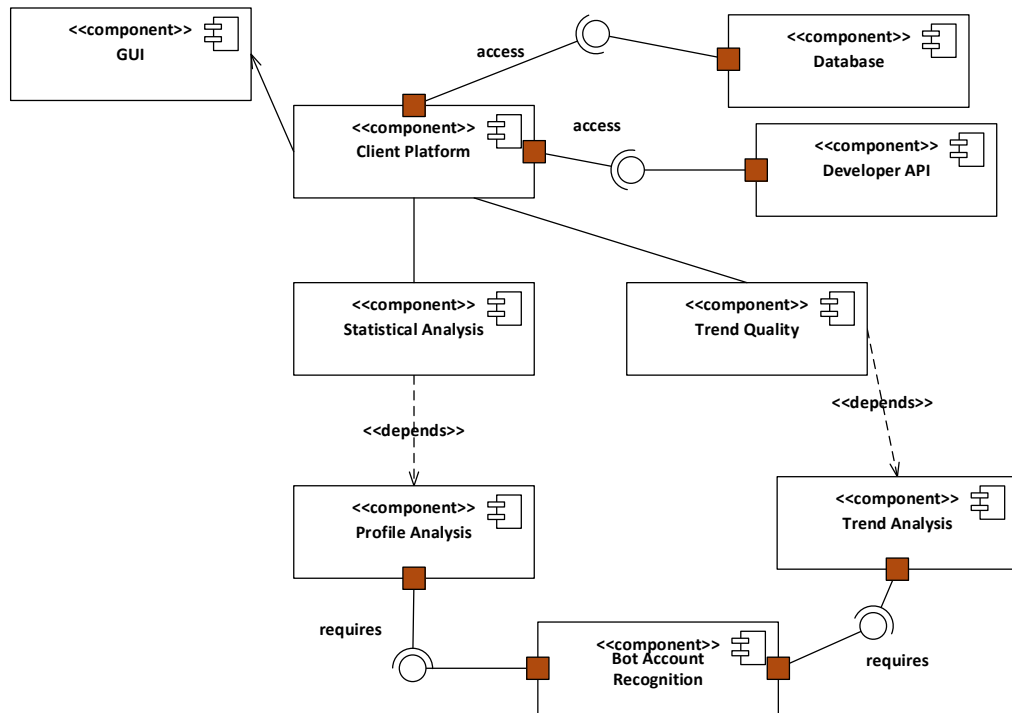 <<component>>
GUI
access
<<component>>
Database
<<component>>
Client Platform
access
<<component>>
Developer API
<<component>>
Statistical Analysis
<<component>>
Trend Quality
<<depends>>
<<depends>>
<<component>>
Profile Analysis
<<component>>
Trend Analysis
requires
<<component>>
Bot Account
Recognition
requires